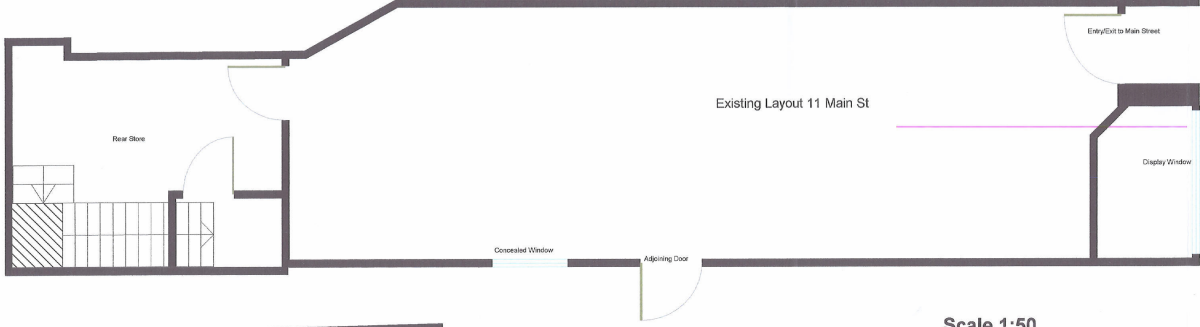 Entry/Exit to Main Street
Existing Layout 11 Main St
Rear Store
Display Window
Concealed Window
Adjoining Door
Scale 1:50